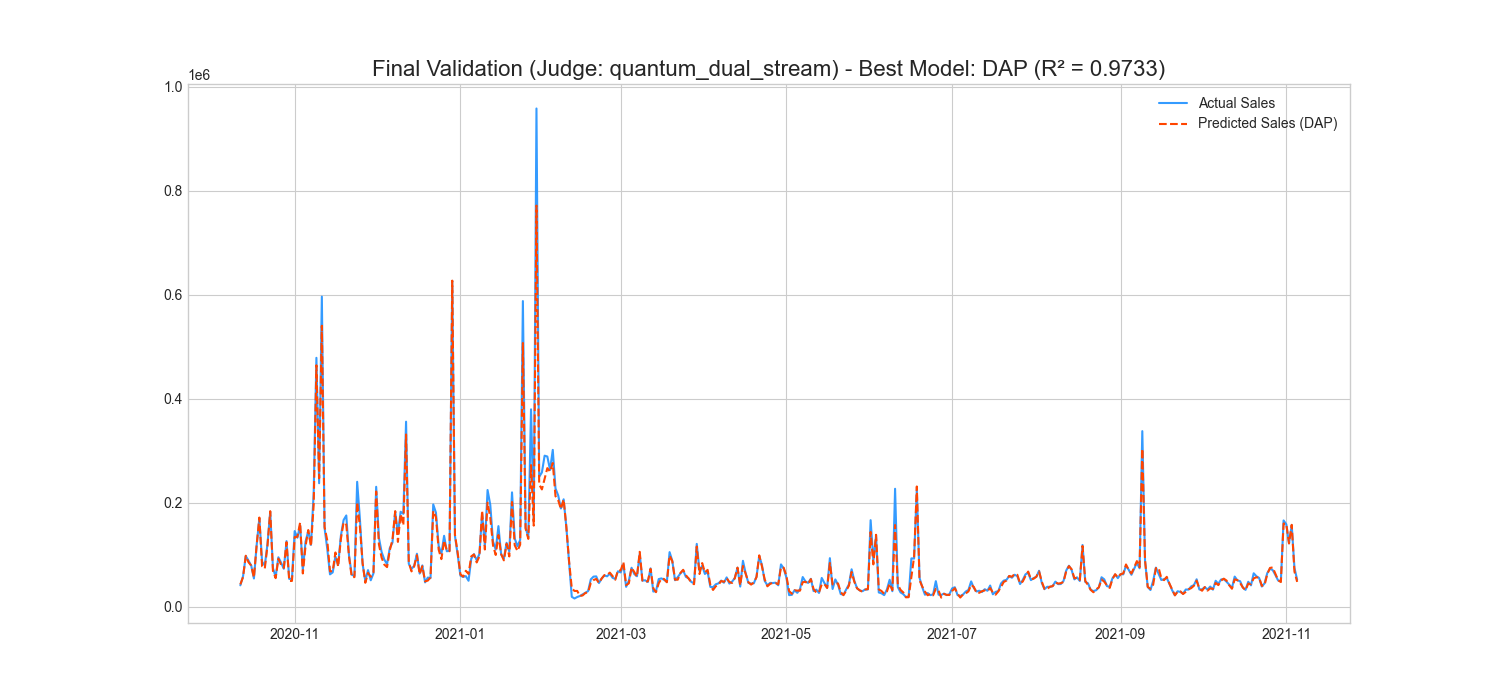 Final Validation (Judge: quantum_dual_stream) - Best Model: DAP (R² = 0.9733)
1e6
1.0
Actual Sales
Predicted Sales (DAP)
0.8
0.6
0.4
0.2
0.0
2020-11 2021-01 2021-03 2021-05 2021-07 2021-09 2021-11